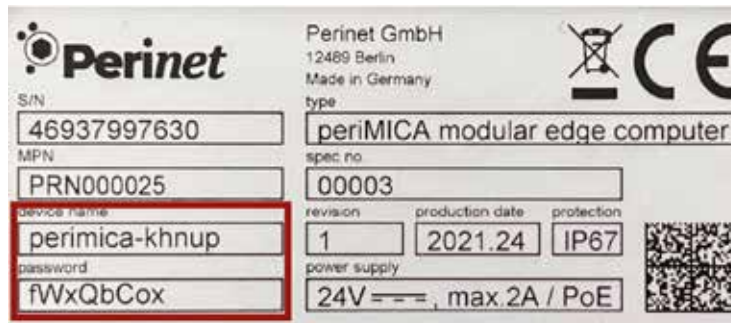 Perinet
S/N
46937997630
MPN
PRN000025
device name
perimica-khnup
password
fWxQbCox
Perinet GmbH
12489 Berlin
Made in Germany
type
periMICA modular edge computer
spec no.
00003
revision
1
production date
2021.24
protection
IP67
power supply
24V ⎓, max 2A / PoE
CE